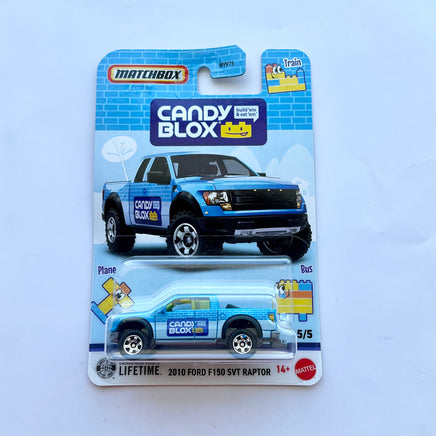 Train
MATCHBOX
CANDY
BLOX
build 'em
& eat 'em
CANDY
BLOX
Plane
Bus
CANDY
BLOX
5/5
LIFETIME
2010 FORD F150 SVT RAPTOR
14+
MATTEL